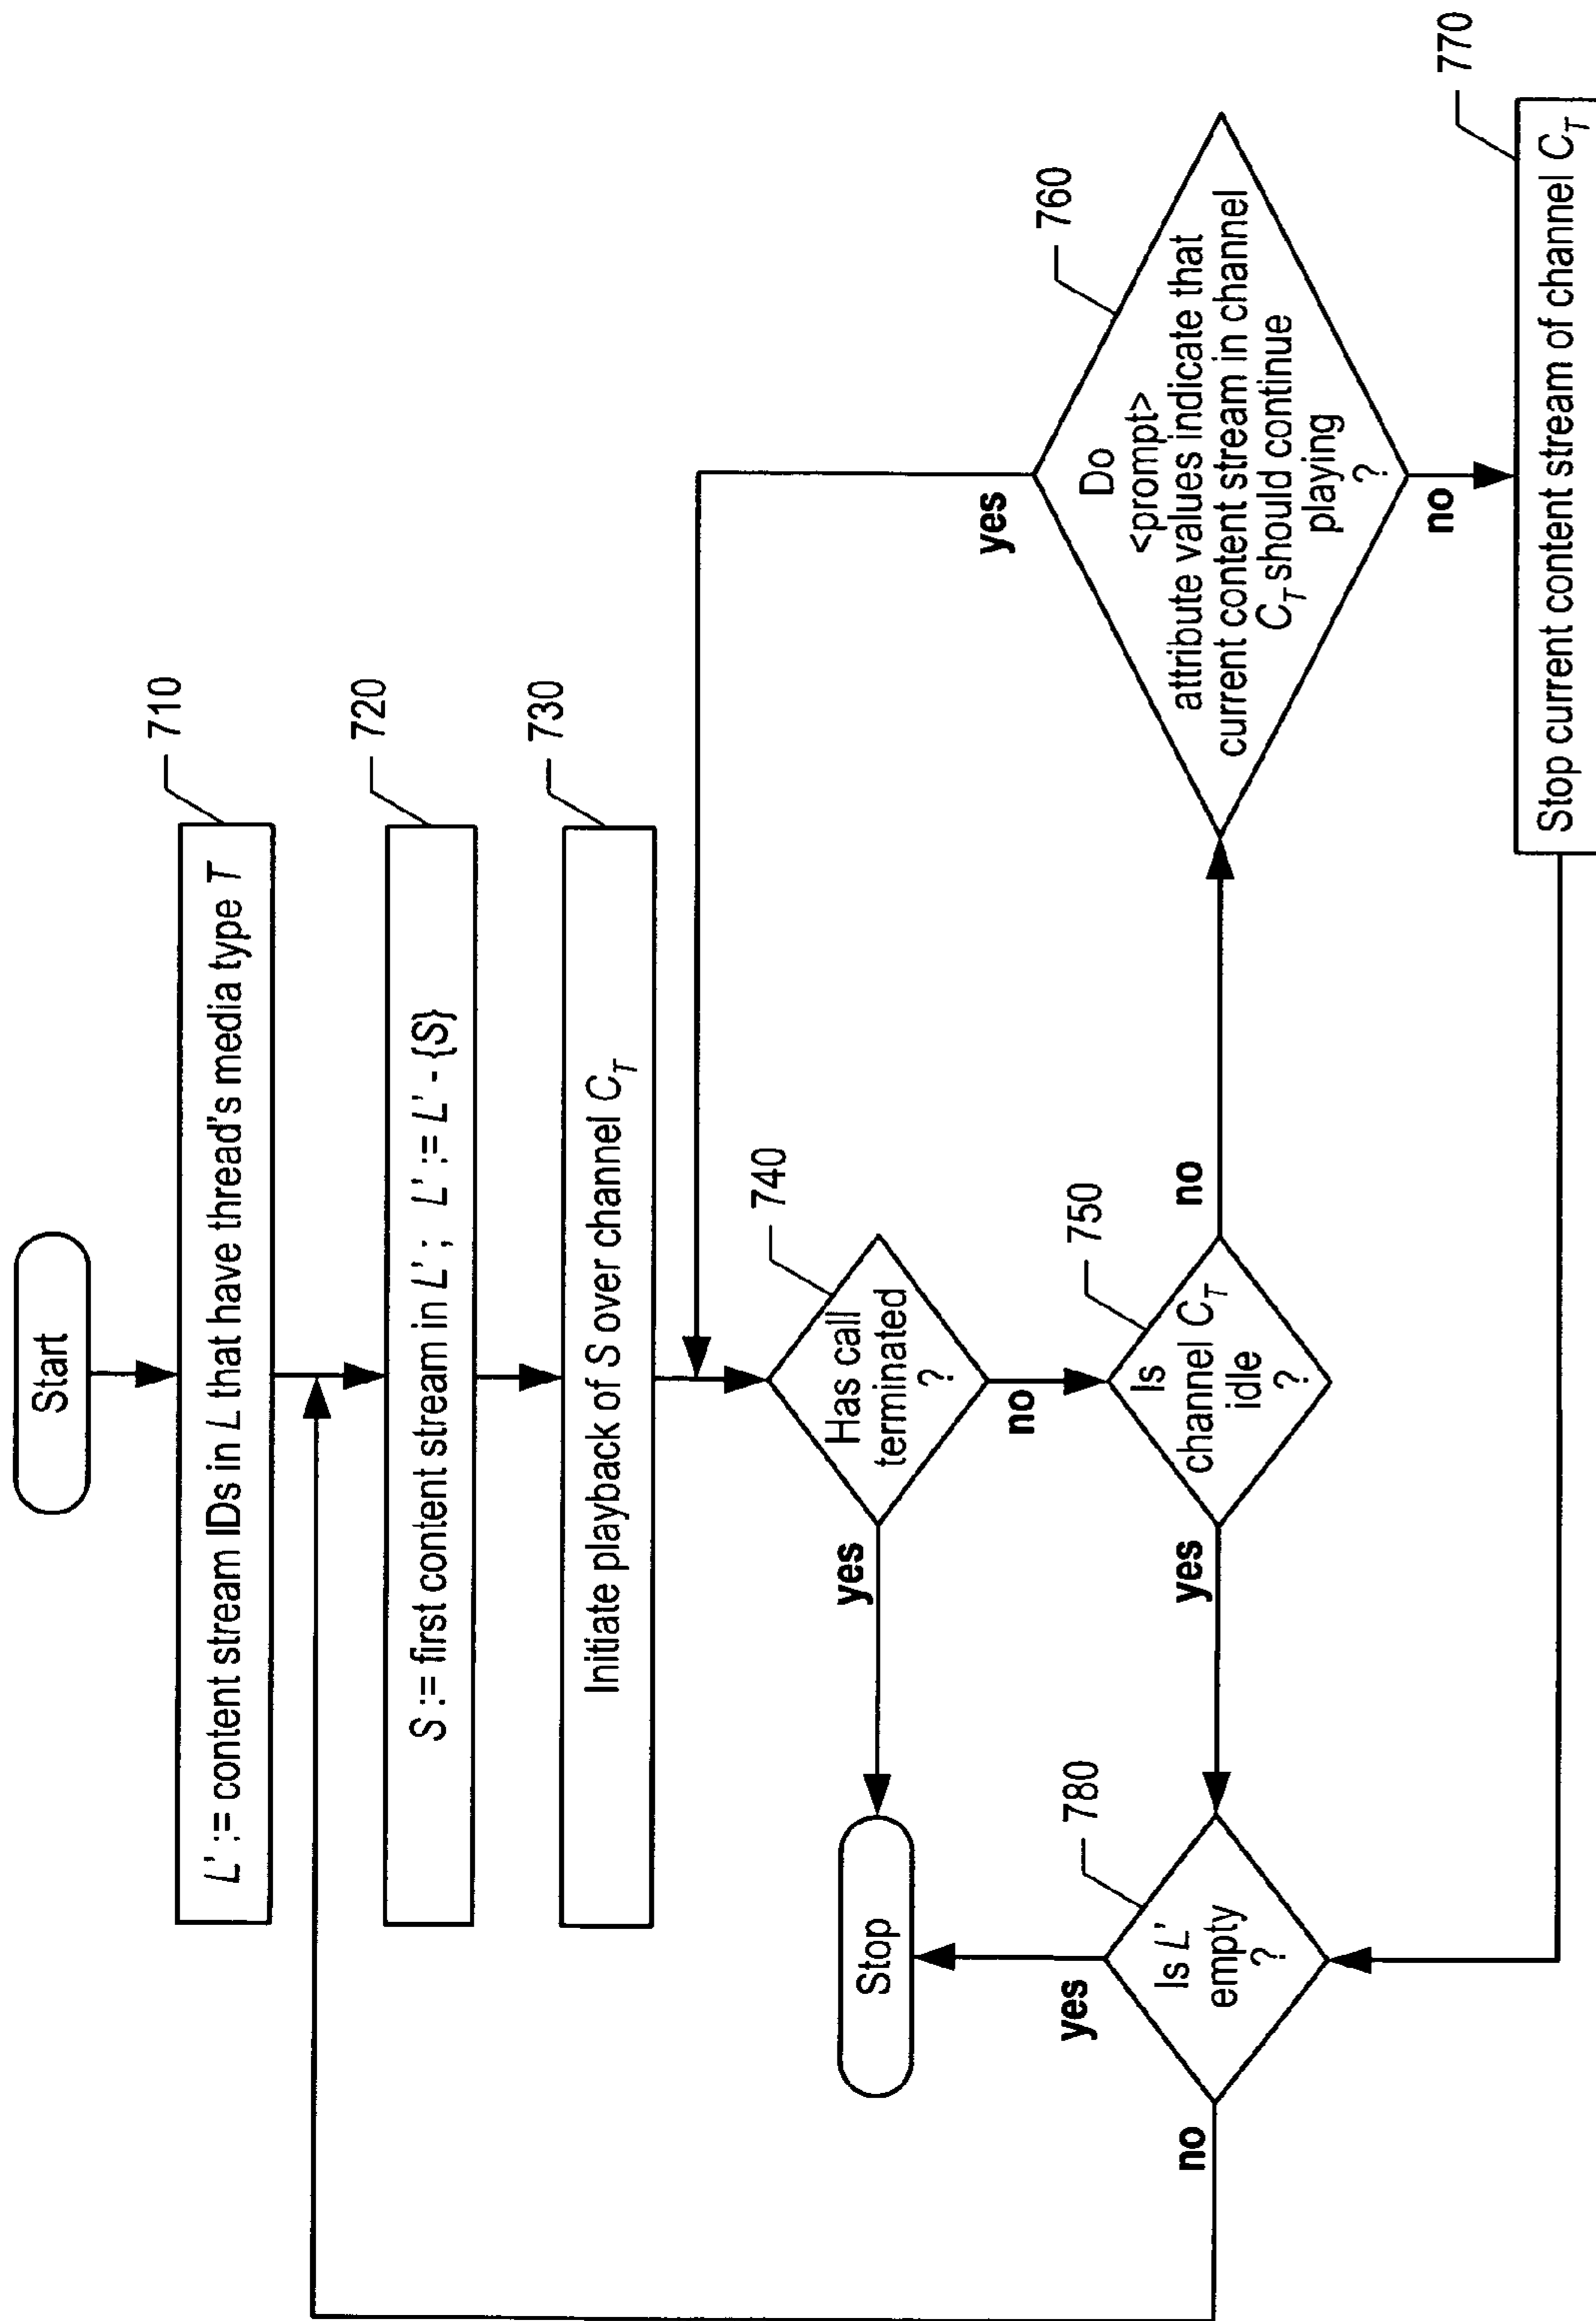 Start
710
L' := content stream IDs in L that have thread's media type T
720
S := first content stream in L' ; L' := L' - {S}
730
Initiate playback of S over channel C_T
740
Has call
terminated
?
yes
no
Stop
750
Is
channel C_T
idle
?
yes
no
760
Do
<prompt>
attribute values indicate that
current content stream in channel
C_T should continue
playing
?
yes
no
770
Stop current content stream of channel C_T
780
Is L'
empty
?
yes
no